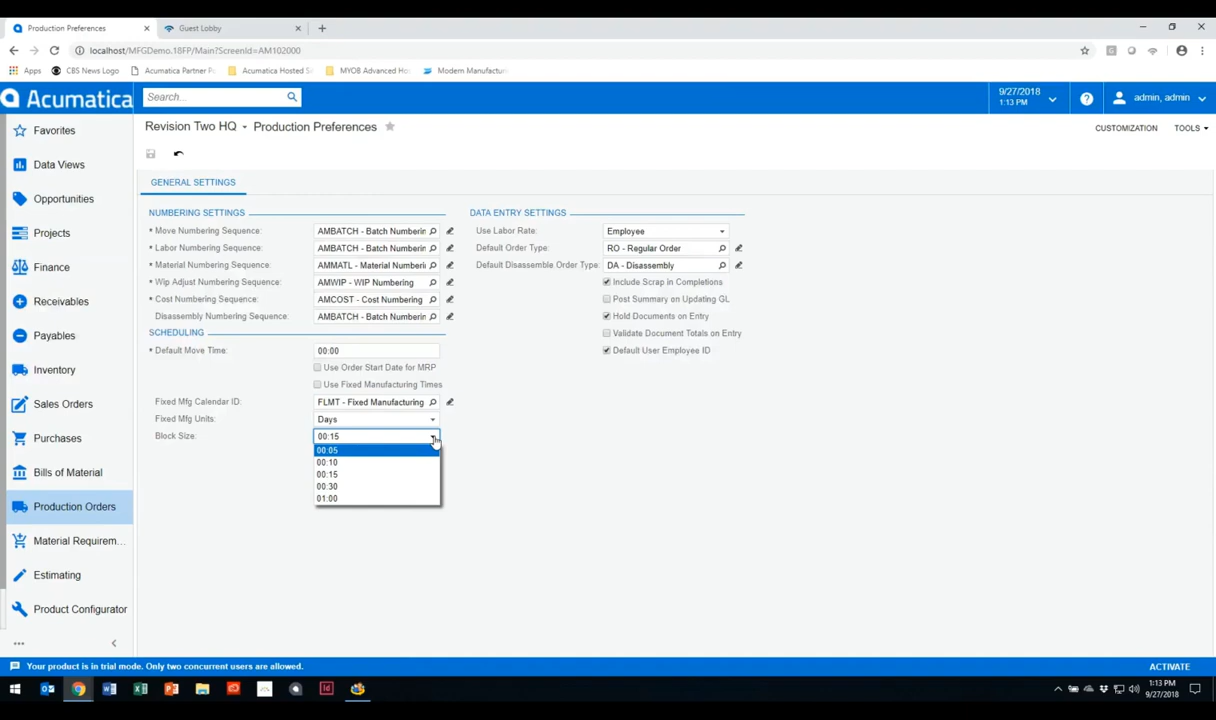 Production Preferences
Guest Lobby
localhost/MFGDemo.18FP/Main?ScreenId=AM102000
Apps
CBS News Logo
Acumatica Partner P
Acumatica Hosted S
MYOB Advanced Ho
Modern Manufactu
Acumatica
Search...
9/27/2018
1:13 PM
admin, admin
Favorites
Revision Two HQ
Production Preferences
CUSTOMIZATION
TOOLS
Data Views
Opportunities
Projects
Finance
Receivables
Payables
Inventory
Sales Orders
Purchases
Bills of Material
Production Orders
Material Requirem...
Estimating
Product Configurator
GENERAL SETTINGS
NUMBERING SETTINGS
* Move Numbering Sequence: AMBATCH - Batch Numberin
* Labor Numbering Sequence: AMBATCH - Batch Numberin
* Material Numbering Sequence: AMMATL - Material Numberi
* Wip Adjust Numbering Sequence: AMWIP - WIP Numbering
* Cost Numbering Sequence: AMCOST - Cost Numbering
Disassembly Numbering Sequence: AMBATCH - Batch Numberin
SCHEDULING
* Default Move Time: 00:00
Use Order Start Date for MRP
Use Fixed Manufacturing Times
Fixed Mfg Calendar ID: FLMT - Fixed Manufacturing
Fixed Mfg Units: Days
Block Size: 00:15
00:05
00:10
00:15
00:30
01:00
DATA ENTRY SETTINGS
Use Labor Rate: Employee
Default Order Type: RO - Regular Order
Default Disassemble Order Type: DA - Disassembly
Include Scrap in Completions
Post Summary on Updating GL
Hold Documents on Entry
Validate Document Totals on Entry
Default User Employee ID
Your product is in trial mode. Only two concurrent users are allowed.
ACTIVATE
1:13 PM
9/27/2018